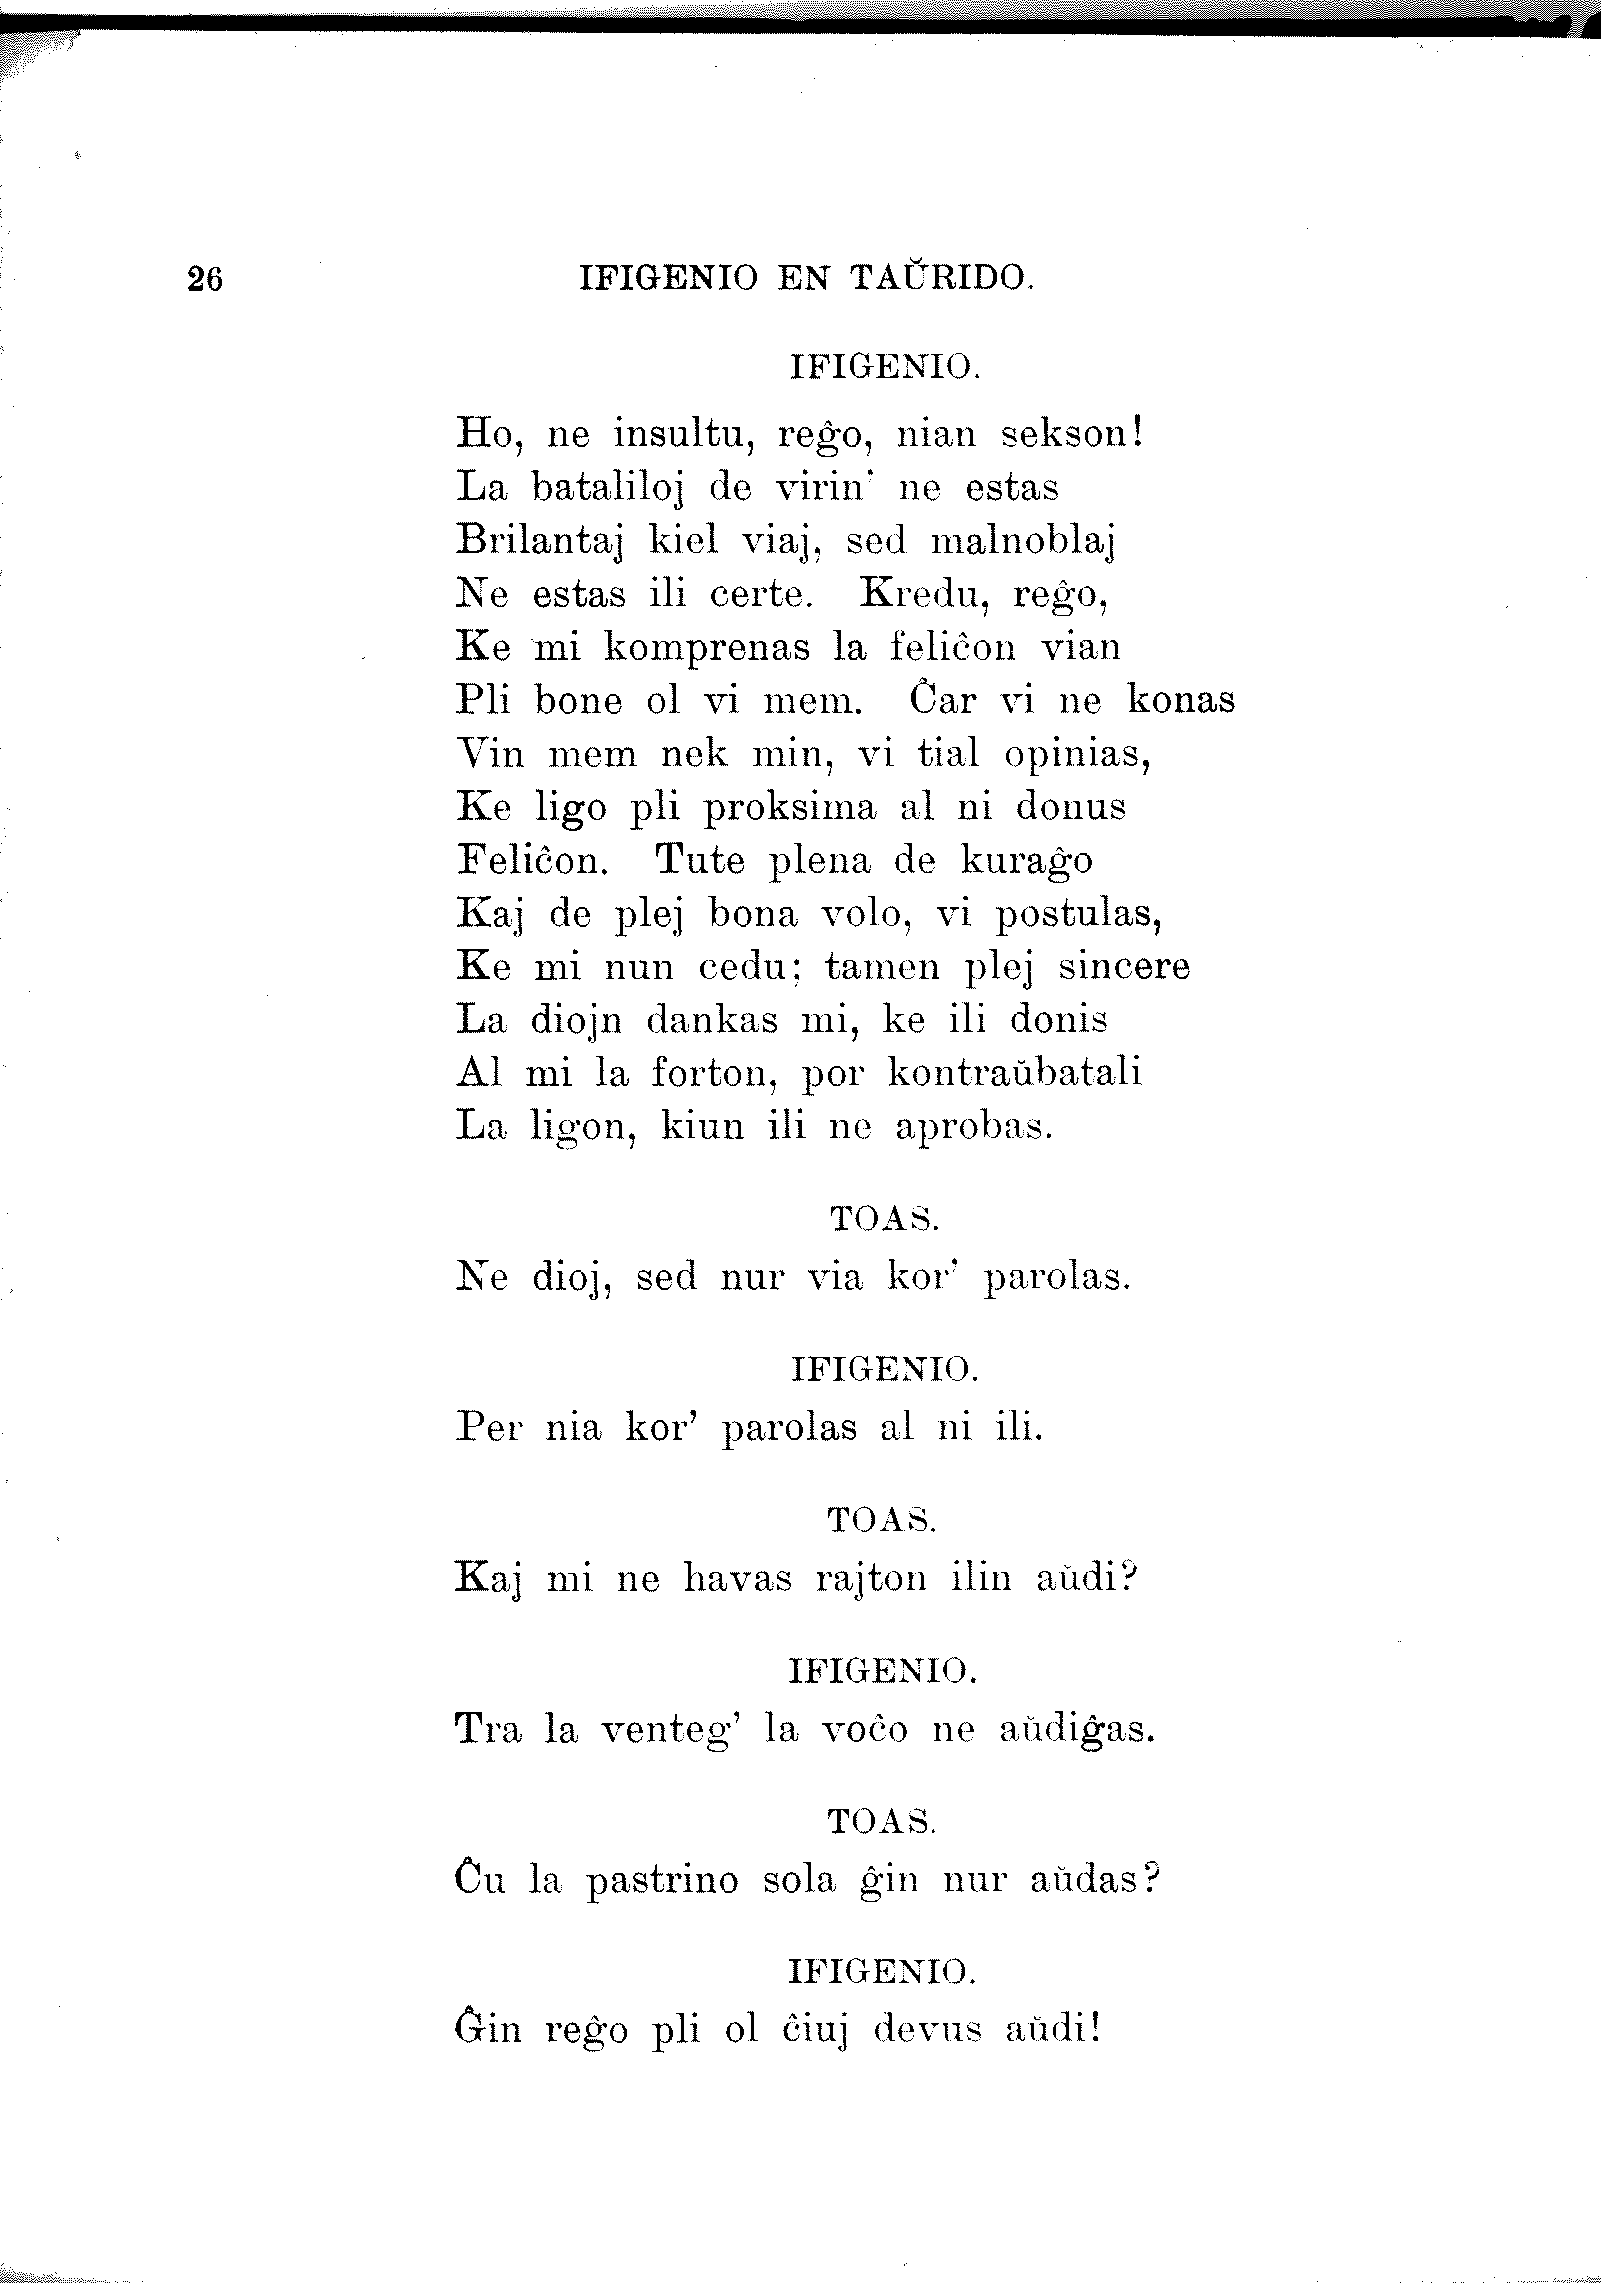 26 IFIGENIO EN TAŬRIDO.
IFIGENIO.
Ho, ne insultu, reĝo, nian sekson!
La bataliloj de virin' ne estas
Brilantaj kiel viaj, sed malnoblaj
Ne estas ili certe. Kredu, reĝo,
Ke mi komprenas la feliĉon vian
Pli bone ol vi mem. Ĉar vi ne konas
Vin mem nek min, vi tial opinias,
Ke ligo pli proksima al ni donus
Feliĉon. Tute plena de kuraĝo
Kaj de plej bona volo, vi postulas,
Ke mi nun cedu; tamen plej sincere
La diojn dankas mi, ke ili donis
Al mi la forton, por kontraŭbatali
La ligon, kiun ili ne aprobas.
TOAS.
Ne dioj, sed nur via kor' parolas.
IFIGENIO.
Per nia kor' parolas al ni ili.
TOAS.
Kaj mi ne havas rajton ilin aŭdi?
IFIGENIO.
Tra la venteg' la voĉo ne aŭdiĝas.
TOAS.
Ĉu la pastrino sola ĝin nur aŭdas?
IFIGENIO.
Ĝin reĝo pli ol ĉiuj devus aŭdi!